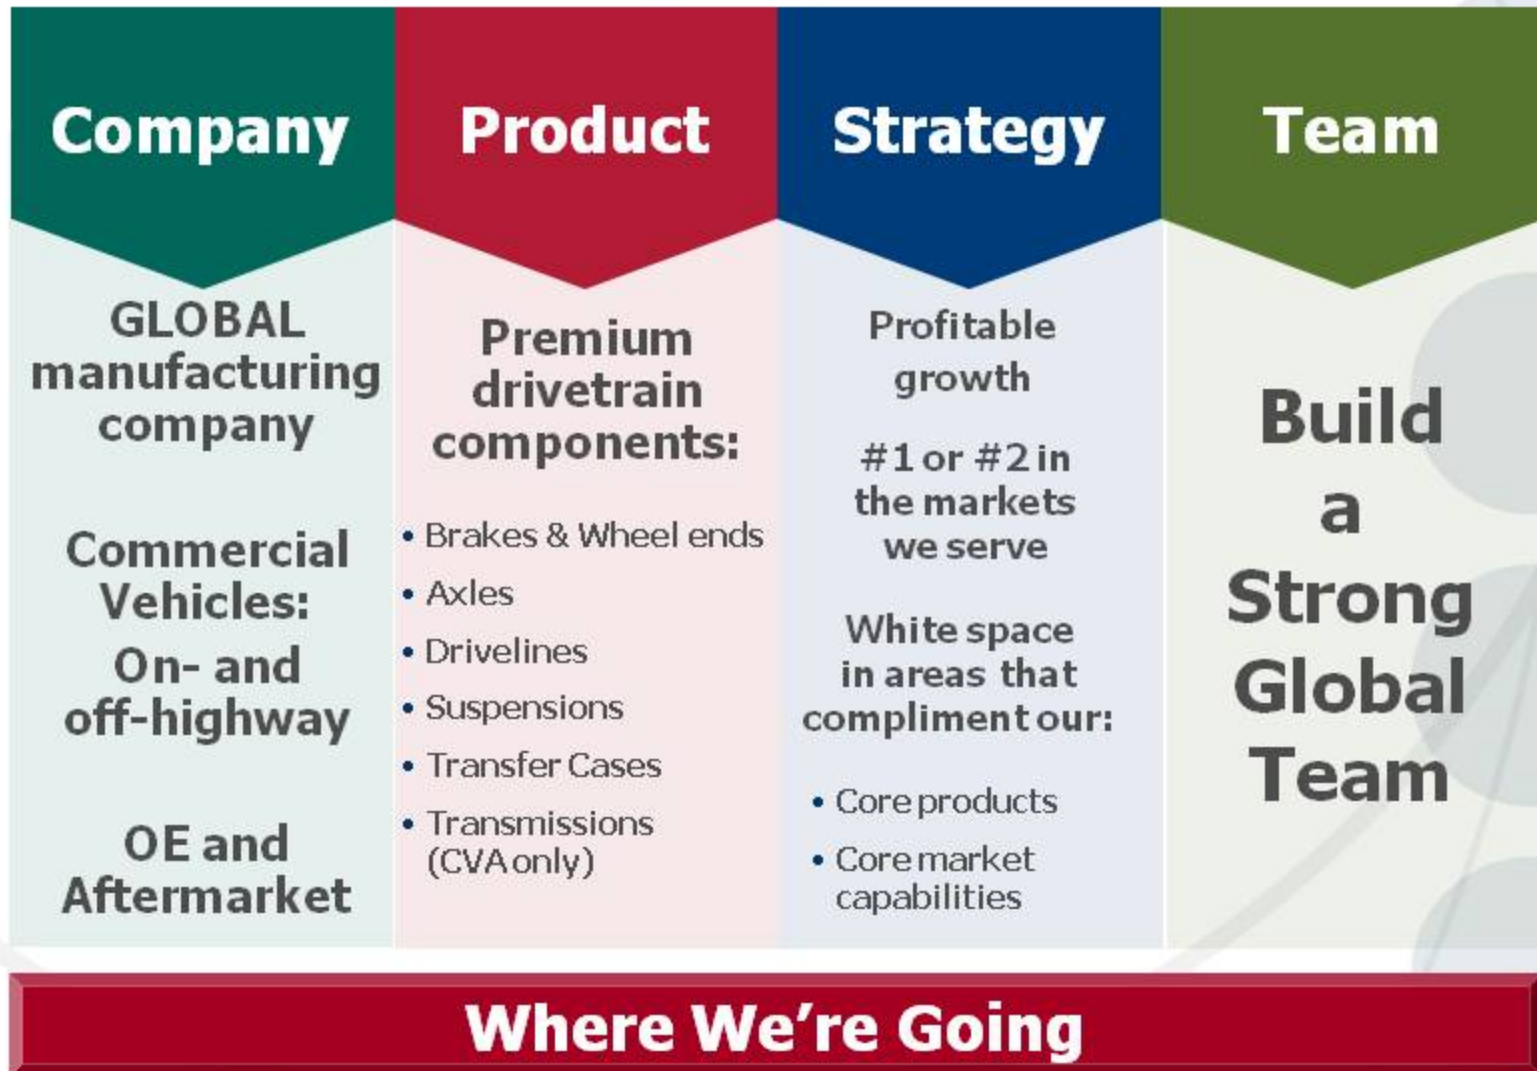 Company
GLOBAL
manufacturing
company
Commercial
Vehicles:
On- and
off-highway
OE and
Aftermarket
Product
Premium
drivetrain
components:
• Brakes & Wheel ends
• Axles
• Drivelines
• Suspensions
• Transfer Cases
• Transmissions
(CVA only)
Strategy
Profitable
growth
#1 or #2 in
the markets
we serve
White space
in areas that
compliment our:
• Core products
• Core market
capabilities
Team
Build
a
Strong
Global
Team
Where We're Going